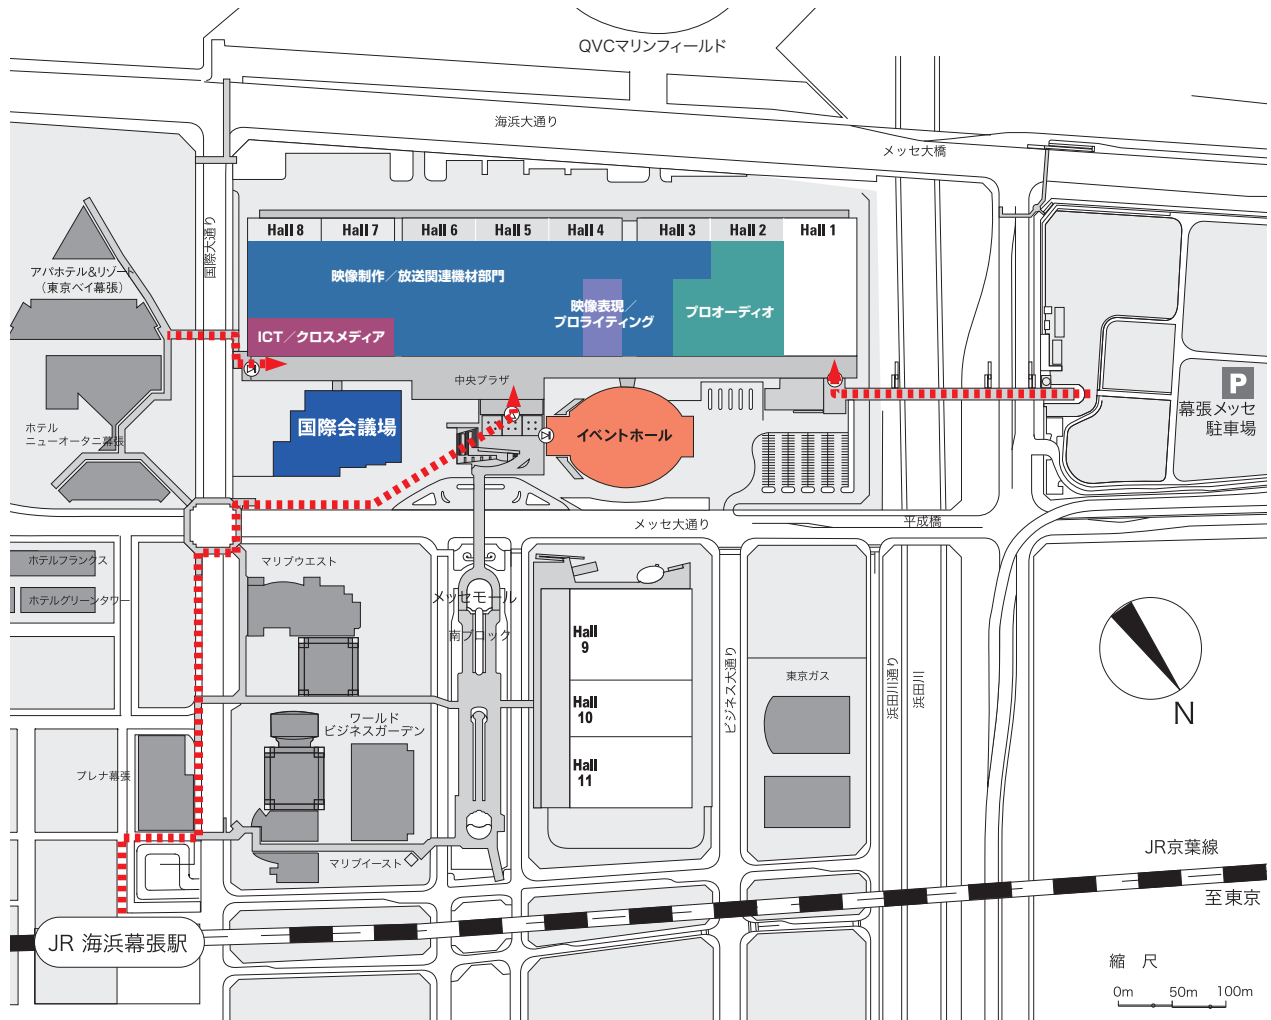 QVCマリンフィールド
海浜大通り
メッセ大橋
国際大通り
Hall 8
Hall 7
Hall 6
Hall 5
Hall 4
Hall 3
Hall 2
Hall 1
映像制作／放送関連機材部門
映像表現／
プロライティング
プロオーディオ
ICT／クロスメディア
アパホテル&リゾート
（東京ベイ幕張）
中央プラザ
国際会議場
イベントホール
P
幕張メッセ
駐車場
ホテル
ニューオータニ幕張
メッセ大通り
平成橋
ホテルフランクス
ホテルグリーンタワー
マリブウエスト
メッセモール
南ブロック
Hall
9
Hall
10
Hall
11
ビジネス大通り
東京ガス
浜田川通り
浜田川
N
ワールド
ビジネスガーデン
プレナ幕張
マリブイースト
JR京葉線
至東京
JR 海浜幕張駅
縮 尺
0m
50m
100m